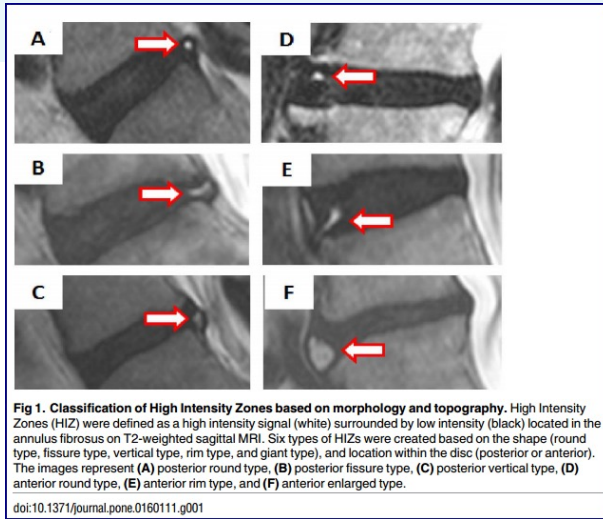 A
D
B
E
C
F
Fig 1. Classification of High Intensity Zones based on morphology and topography. High Intensity
Zones (HIZ) were defined as a high intensity signal (white) surrounded by low intensity (black) located in the
annulus fibrosus on T2-weighted sagittal MRI. Six types of HIZs were created based on the shape (round
type, fissure type, vertical type, rim type, and giant type), and location within the disc (posterior or anterior).
The images represent (A) posterior round type, (B) posterior fissure type, (C) posterior vertical type, (D)
anterior round type, (E) anterior rim type, and (F) anterior enlarged type.
doi:10.1371/journal.pone.0160111.g001